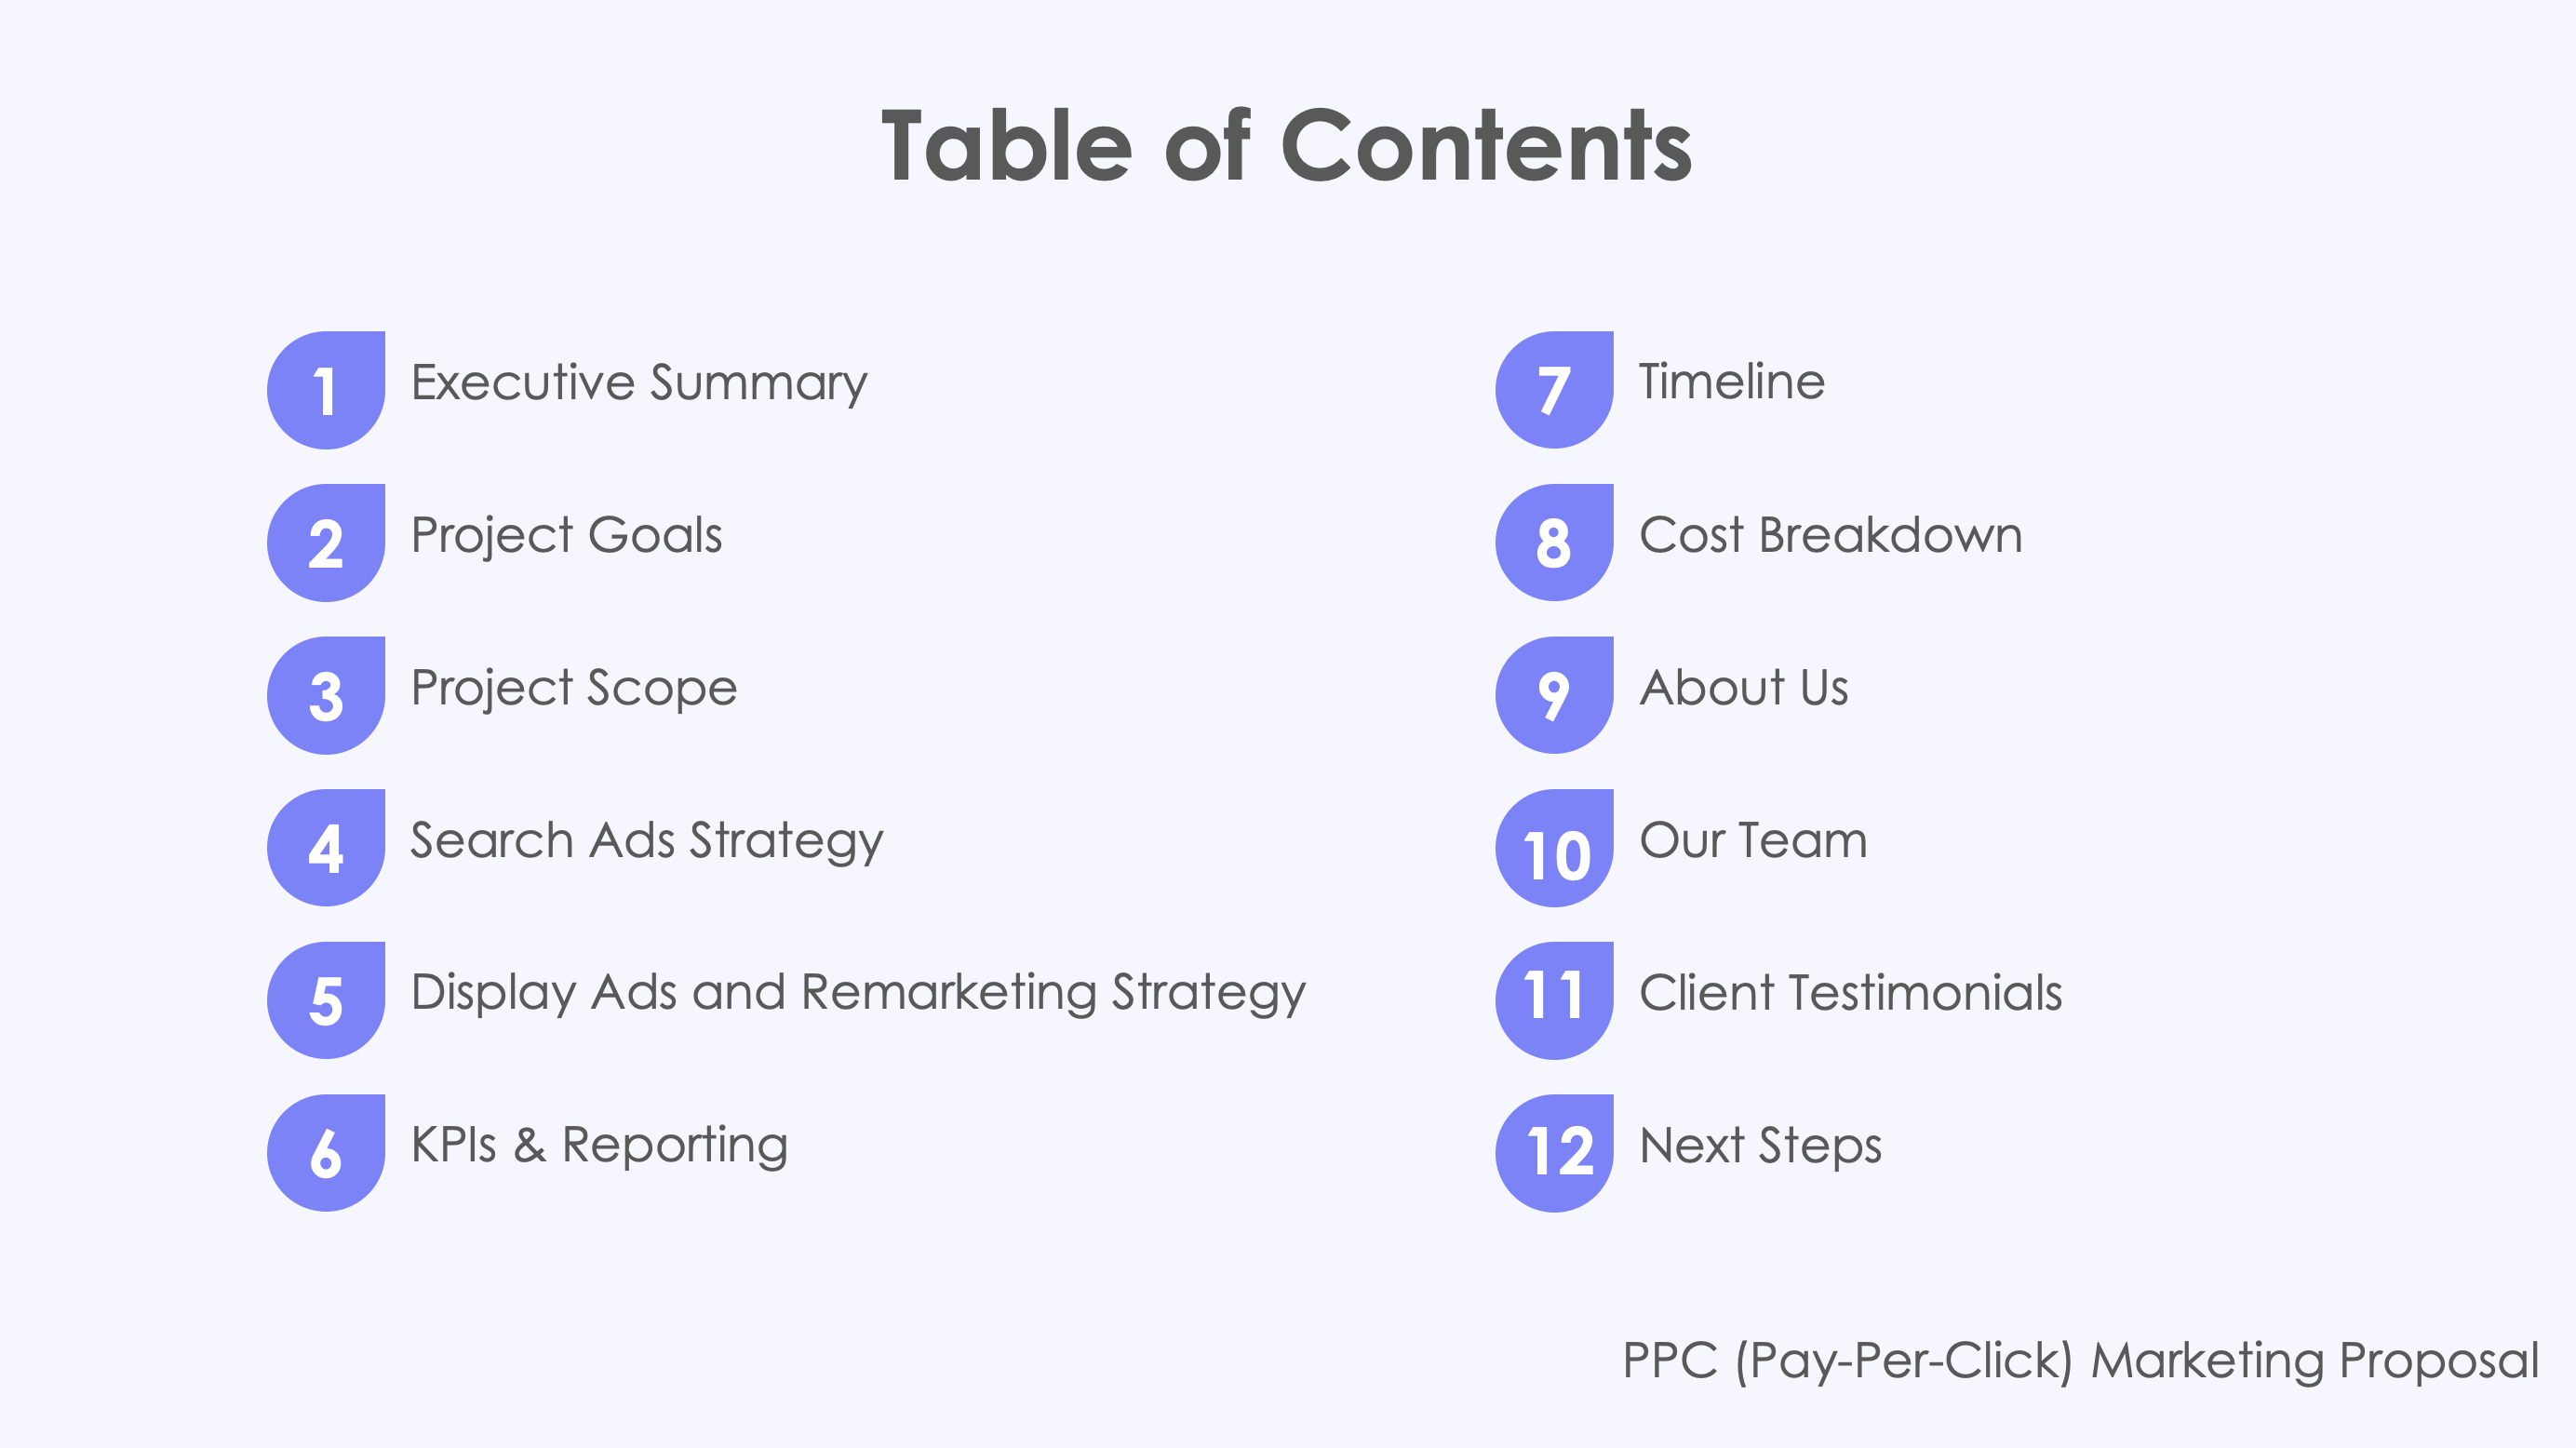 Table of Contents
1 Executive Summary
2 Project Goals
3 Project Scope
4 Search Ads Strategy
5 Display Ads and Remarketing Strategy
6 KPIs & Reporting
7 Timeline
8 Cost Breakdown
9 About Us
10 Our Team
11 Client Testimonials
12 Next Steps
PPC (Pay-Per-Click) Marketing Proposal